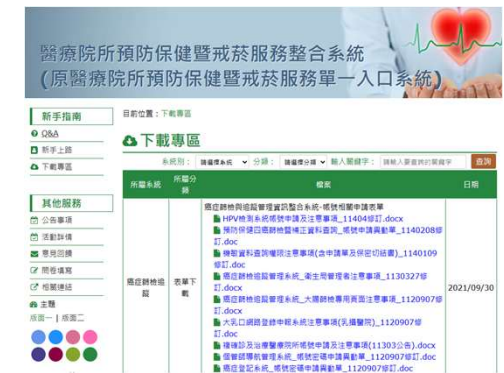 醫療院所預防保健暨戒菸服務整合系統
(原醫療院所預防保健暨戒菸服務單一入口系統)
新手指南
Q&A
新手上路
下載專區
其他服務
公告事項
活動詳情
意見回饋
問卷填寫
相關連結
主題
版面一 | 版面二
目前位置：下載專區
下載專區
系統別： 請選擇系統 分類： 請選擇分類 輸入關鍵字： 請輸入要查詢的關鍵字 查詢
所屬系統 所屬分類 檔案 日期
癌症篩檢追蹤
表單下載
癌症篩檢與追蹤管理資訊整合系統-帳號相關申請表單
HPV檢測系統帳號申請及注意事項_11404修訂.docx
預防保健四癌篩檢暨矯正資料查詢_帳號申請異動單_1140208修訂.doc
機敏資料查詢權限注意事項(含申請單及保密切結書)_1140109修訂.doc
癌症篩檢追蹤管理系統_衛生局管理者注意事項_1130327修訂.docx
癌症篩檢追蹤管理系統_大腸篩檢專用頁面注意事項_1120907修訂.doc
大乳口網路登錄申報系統注意事項(乳攝醫院)_1120907修訂.doc
複確診及治療醫療院所帳號申請及注意事項(11303公告).docx
個管師導航管理系統_帳號密碼申請異動單_1120907修訂.doc
癌症登記系統_帳號密碼申請異動單_1120907修訂.doc
2021/09/30